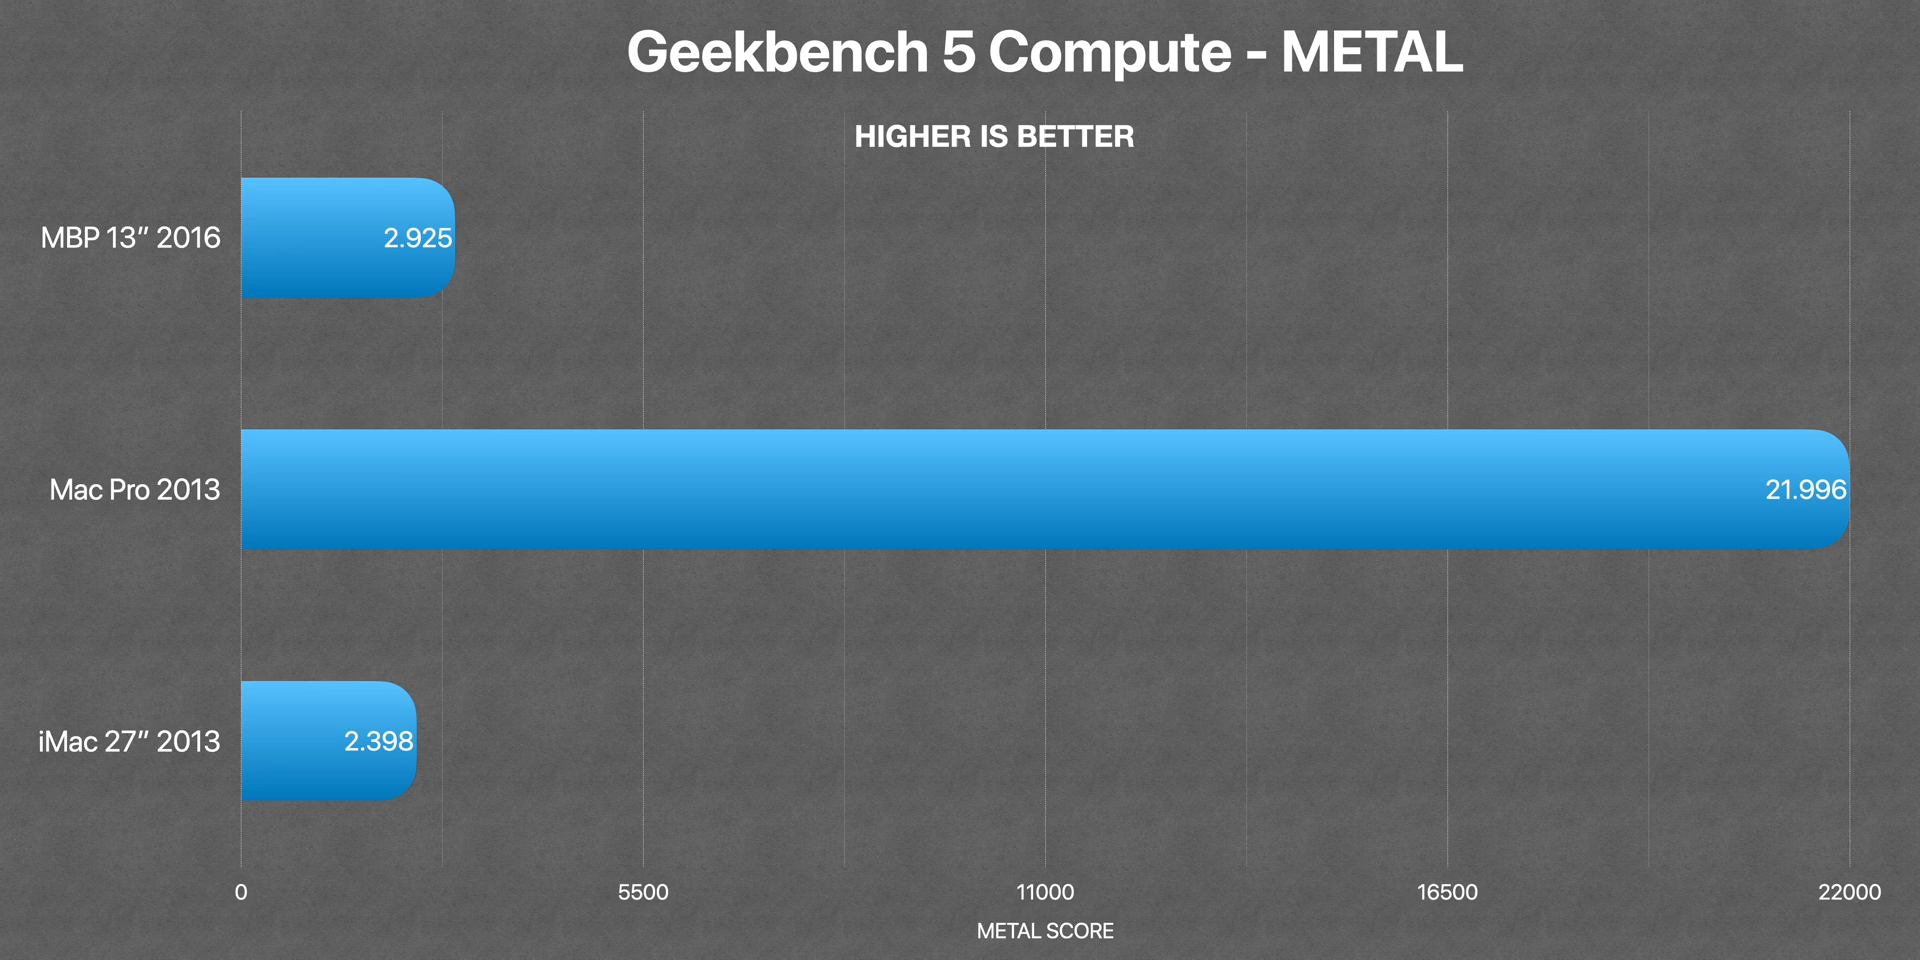 Geekbench 5 Compute - METAL
HIGHER IS BETTER
MBP 13″ 2016
2.925
Mac Pro 2013
21.996
iMac 27″ 2013
2.398
0 5500 11000 16500 22000
METAL SCORE